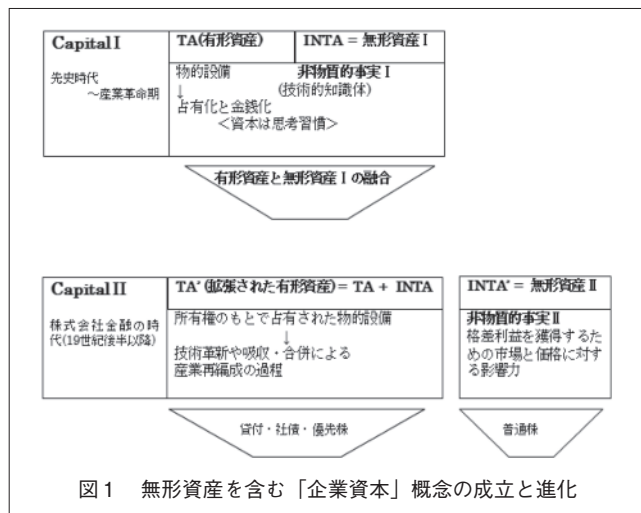 Capital I
TA(有形資産)
INTA = 無形資産 I
先史時代
～産業革命期
物的設備
非物質的事実 I
↓
(技術的知識体)
占有化と金銭化
＜資本は思考習慣＞
有形資産と無形資産 I の融合
Capital II
TA'(拡張された有形資産) = TA + INTA
INTA' = 無形資産 II
株式会社金融の時
代(19世紀後半以降)
所有権のもとで占有された物的設備
↓
技術革新や吸収・合併による
産業再編成の過程
非物質的事実 II
格差利益を獲得するた
めの市場と価格に対す
る影響力
貸付・社債・優先株
普通株
図1 無形資産を含む「企業資本」概念の成立と進化